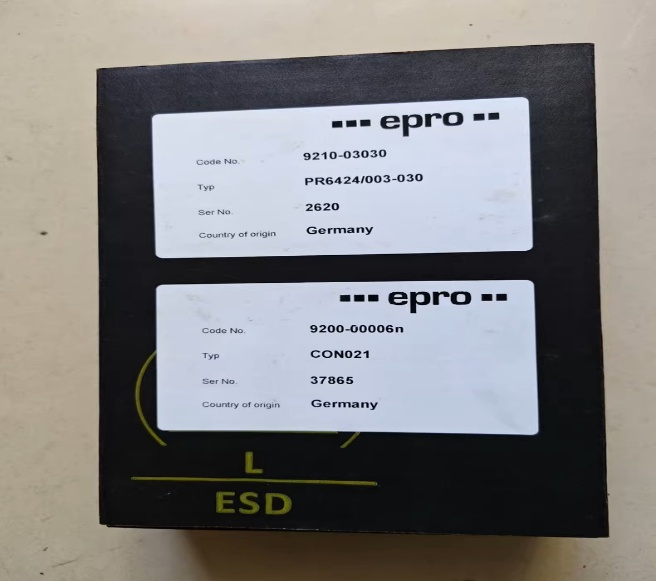 epro
Code No. 9210-03030
Typ PR6424/003-030
Ser No. 2620
Country of origin Germany
epro
Code No. 9200-00006n
Typ CON021
Ser No. 37865
Country of origin Germany
L
ESD